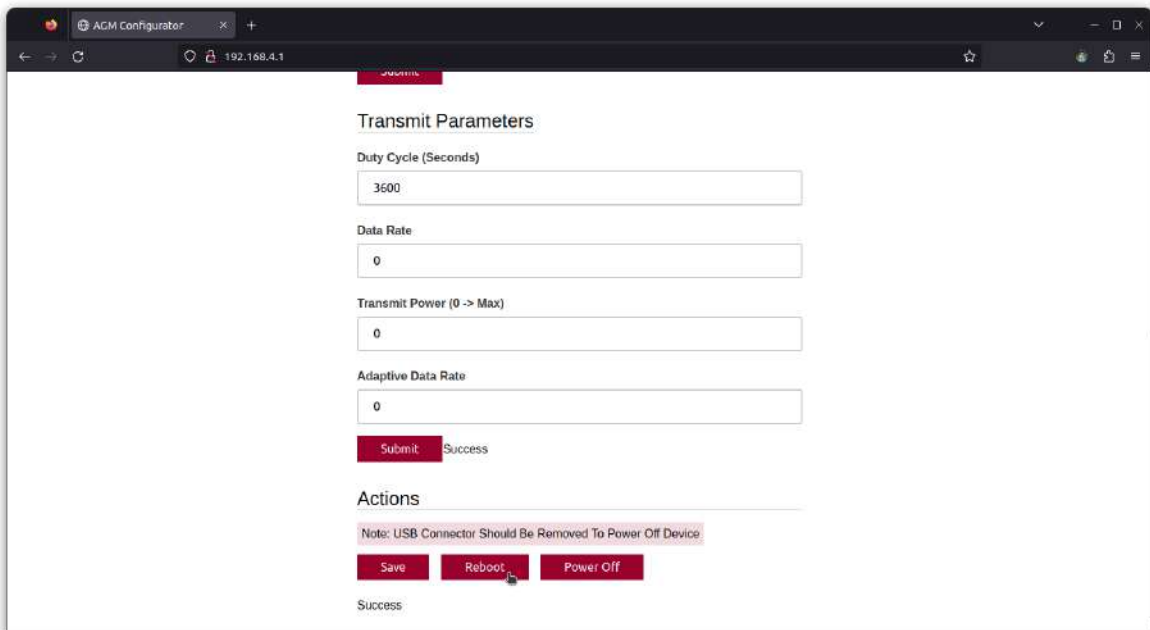 AGM Configurator
192.168.4.1
Submit
Transmit Parameters
Duty Cycle (Seconds)
3600
Data Rate
0
Transmit Power (0 -> Max)
0
Adaptive Data Rate
0
Submit Success
Actions
Note: USB Connector Should Be Removed To Power Off Device
Save Reboot Power Off
Success